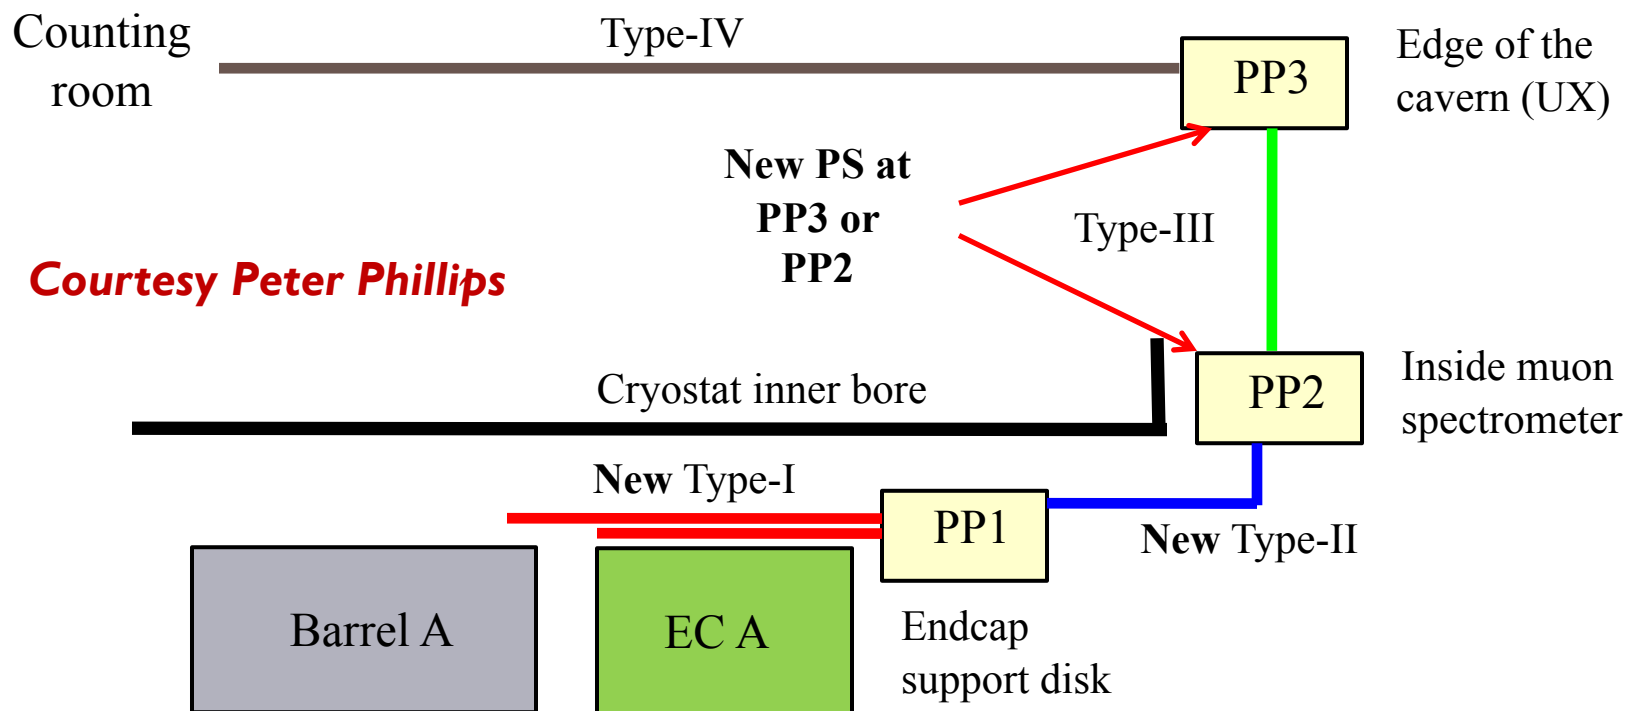 Counting
room
Type-IV
PP3
Edge of the
cavern (UX)
New PS at
PP3 or
PP2
Type-III
Courtesy Peter Phillips
Cryostat inner bore
PP2
Inside muon
spectrometer
New Type-I
PP1
New Type-II
Barrel A
EC A
Endcap
support disk